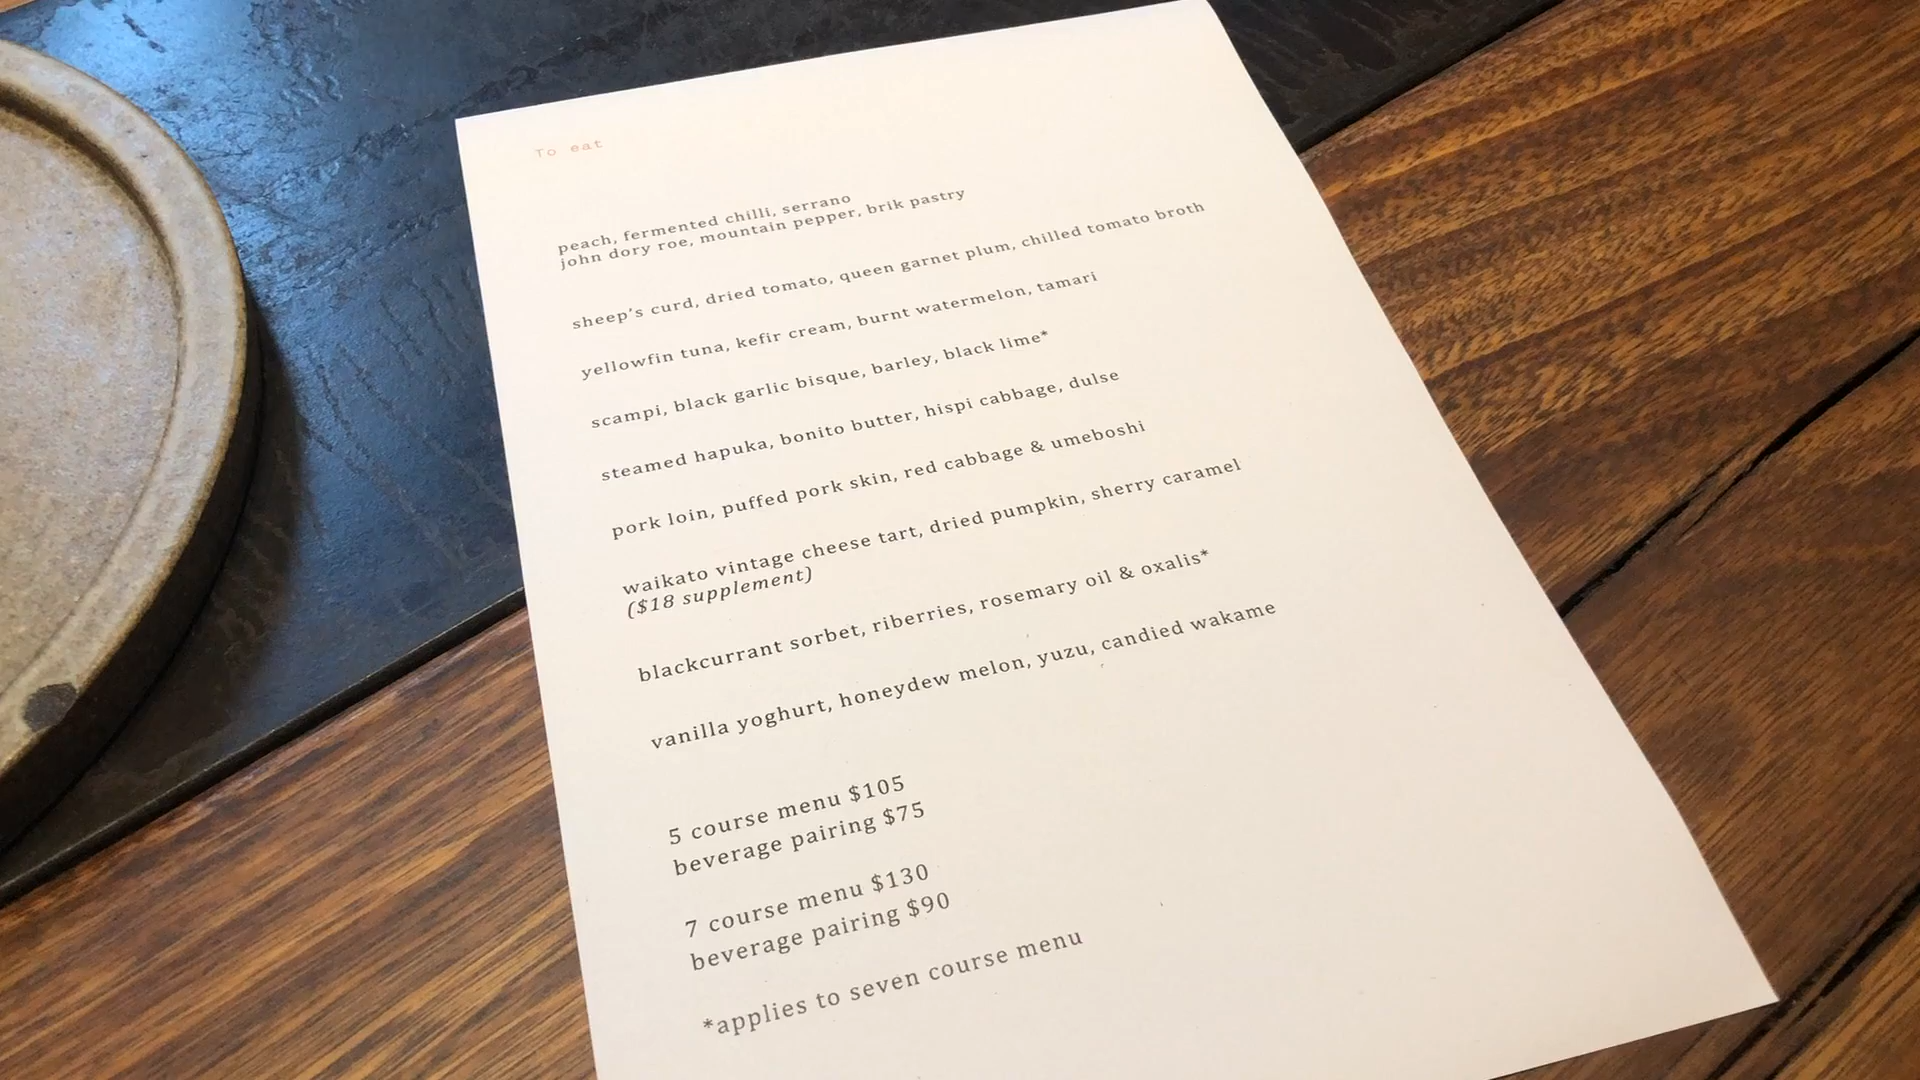 To eat
peach, fermented chilli, serrano
john dory roe, mountain pepper, brik pastry
sheep's curd, dried tomato, queen garnet plum, chilled tomato broth
yellowfin tuna, kefir cream, burnt watermelon, tamari
scampi, black garlic bisque, barley, black lime*
steamed hapuka, bonito butter, hispi cabbage, dulse
pork loin, puffed pork skin, red cabbage & umeboshi
waikato vintage cheese tart, dried pumpkin, sherry caramel
($18 supplement)
blackcurrant sorbet, riberries, rosemary oil & oxalis*
vanilla yoghurt, honeydew melon, yuzu, candied wakame
5 course menu $105
beverage pairing $75
7 course menu $130
beverage pairing $90
*applies to seven course menu